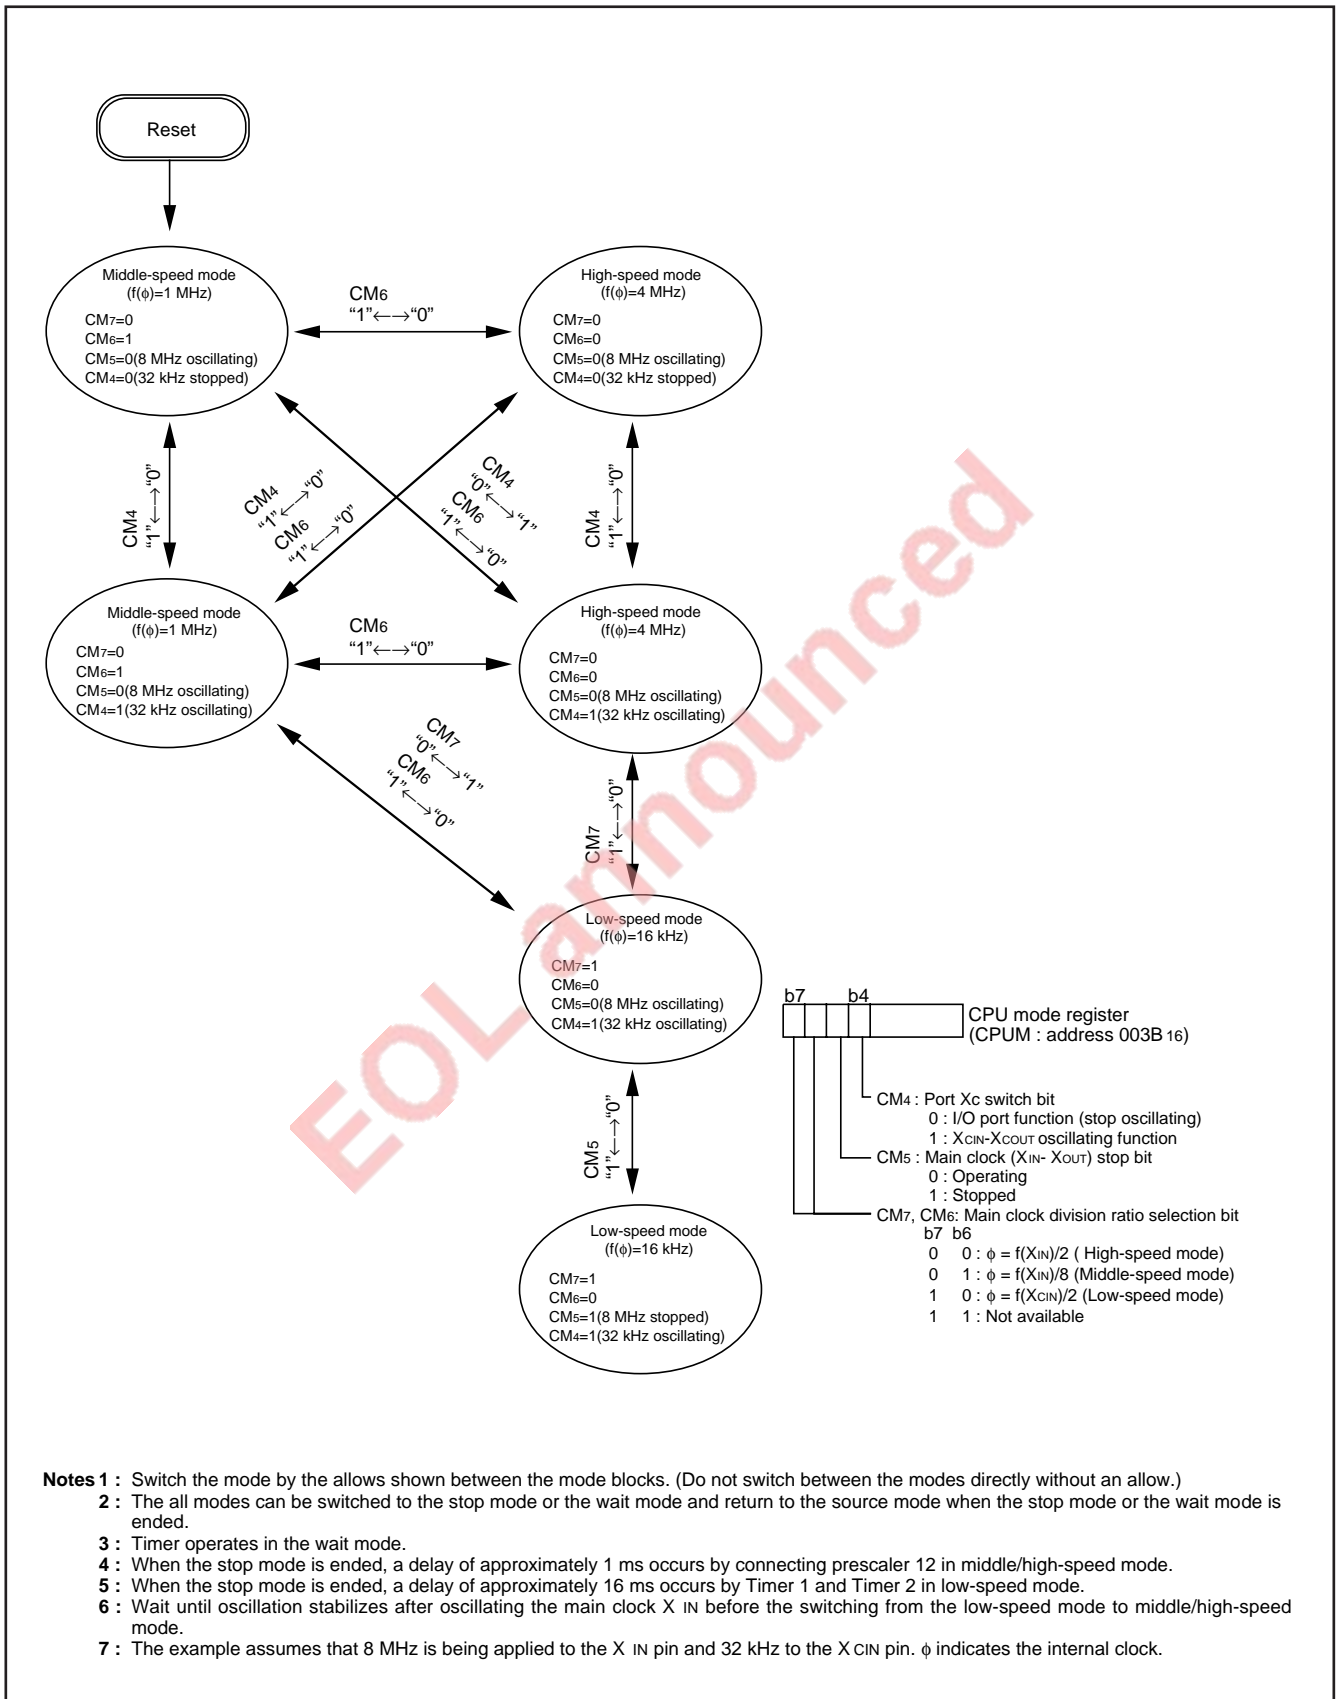 Reset
Middle-speed mode
(f(ϕ)=1 MHz)
CM7=0
CM6=1
CM5=0(8 MHz oscillating)
CM4=0(32 kHz stopped)
CM6
“1”←→“0”
High-speed mode
(f(ϕ)=4 MHz)
CM7=0
CM6=0
CM5=0(8 MHz oscillating)
CM4=0(32 kHz stopped)
CM4
“1”←→“0”
CM4
“1”←→“0”
CM6
“1”←→“0”
CM4
“0”←→“1”
CM6
“1”←→“0”
CM4
“1”←→“0”
Middle-speed mode
(f(ϕ)=1 MHz)
CM7=0
CM6=1
CM5=0(8 MHz oscillating)
CM4=1(32 kHz oscillating)
CM6
“1”←→“0”
High-speed mode
(f(ϕ)=4 MHz)
CM7=0
CM6=0
CM5=0(8 MHz oscillating)
CM4=1(32 kHz oscillating)
CM7
“0”←→“1”
CM6
“1”←→“0”
CM7
“1”←→“0”
Low-speed mode
(f(ϕ)=16 kHz)
CM7=1
CM6=0
CM5=0(8 MHz oscillating)
CM4=1(32 kHz oscillating)
CM5
“1”←→“0”
Low-speed mode
(f(ϕ)=16 kHz)
CM7=1
CM6=0
CM5=1(8 MHz stopped)
CM4=1(32 kHz oscillating)
b7 b4
CPU mode register
(CPUM : address 003B 16)
CM4 : Port Xc switch bit
0 : I/O port function (stop oscillating)
1 : XCIN-XCOUT oscillating function
CM5 : Main clock (XIN- XOUT) stop bit
0 : Operating
1 : Stopped
CM7, CM6: Main clock division ratio selection bit
b7 b6
0 0 : ϕ = f(XIN)/2 ( High-speed mode)
0 1 : ϕ = f(XIN)/8 (Middle-speed mode)
1 0 : ϕ = f(XCIN)/2 (Low-speed mode)
1 1 : Not available
EOL announced
Notes 1 : Switch the mode by the allows shown between the mode blocks. (Do not switch between the modes directly without an allow.)
2 : The all modes can be switched to the stop mode or the wait mode and return to the source mode when the stop mode or the wait mode is
ended.
3 : Timer operates in the wait mode.
4 : When the stop mode is ended, a delay of approximately 1 ms occurs by connecting prescaler 12 in middle/high-speed mode.
5 : When the stop mode is ended, a delay of approximately 16 ms occurs by Timer 1 and Timer 2 in low-speed mode.
6 : Wait until oscillation stabilizes after oscillating the main clock X IN before the switching from the low-speed mode to middle/high-speed
mode.
7 : The example assumes that 8 MHz is being applied to the X IN pin and 32 kHz to the X CIN pin. ϕ indicates the internal clock.